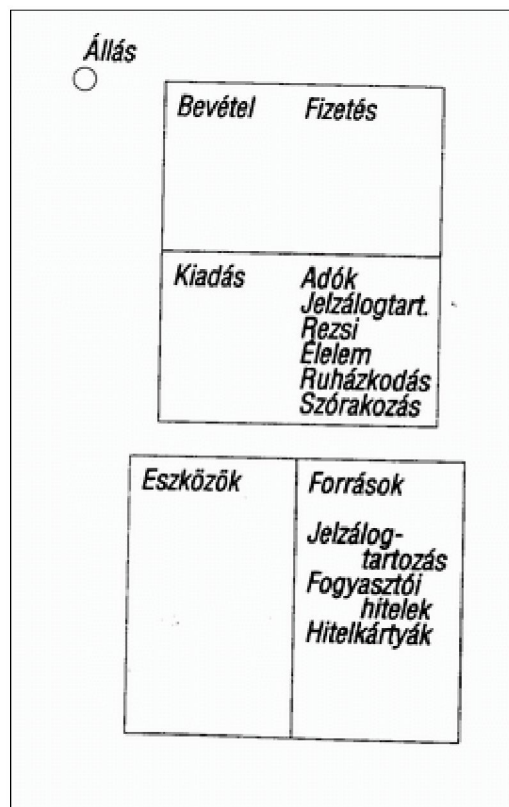 Állás
Bevétel Fizetés
Kiadás Adók
Jelzálogtart.
Rezsi
Élelem
Ruházkodás
Szórakozás
Eszközök Források
Jelzálog-
tartozás
Fogyasztói
hitelek
Hitelkártyák